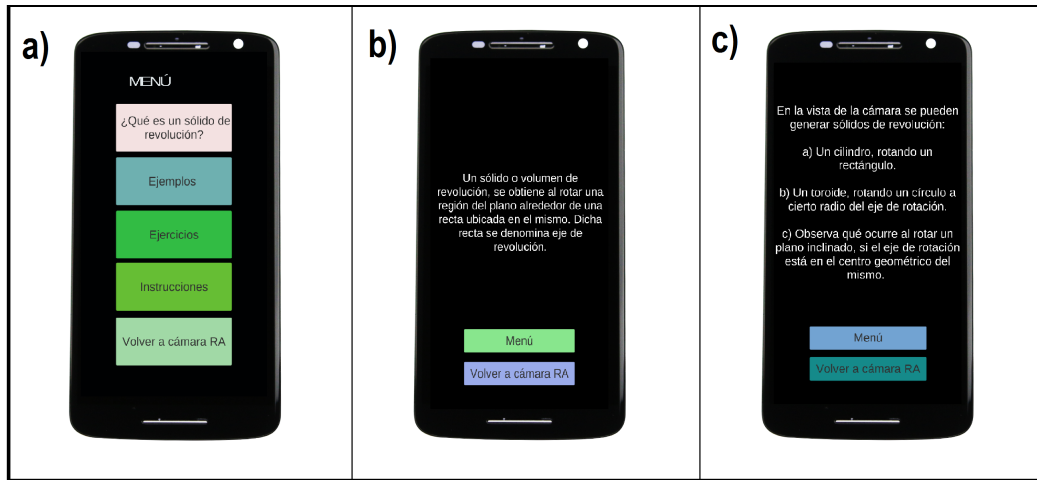 a)
MENÚ
¿Qué es un sólido de
revolución?
Ejemplos
Ejercicios
Instrucciones
Volver a cámara RA
b)
Un sólido o volumen de
revolución, se obtiene al rotar una
región del plano alrededor de una
recta ubicada en el mismo. Dicha
recta se denomina eje de
revolución.
Menú
Volver a cámara RA
c)
En la vista de la cámara se pueden
generar sólidos de revolución:
a) Un cilindro, rotando un
rectángulo.
b) Un toroide, rotando un círculo a
cierto radio del eje de rotación.
c) Observa qué ocurre al rotar un
plano inclinado, si el eje de rotación
está en el centro geométrico del
mismo.
Menú
Volver a cámara RA